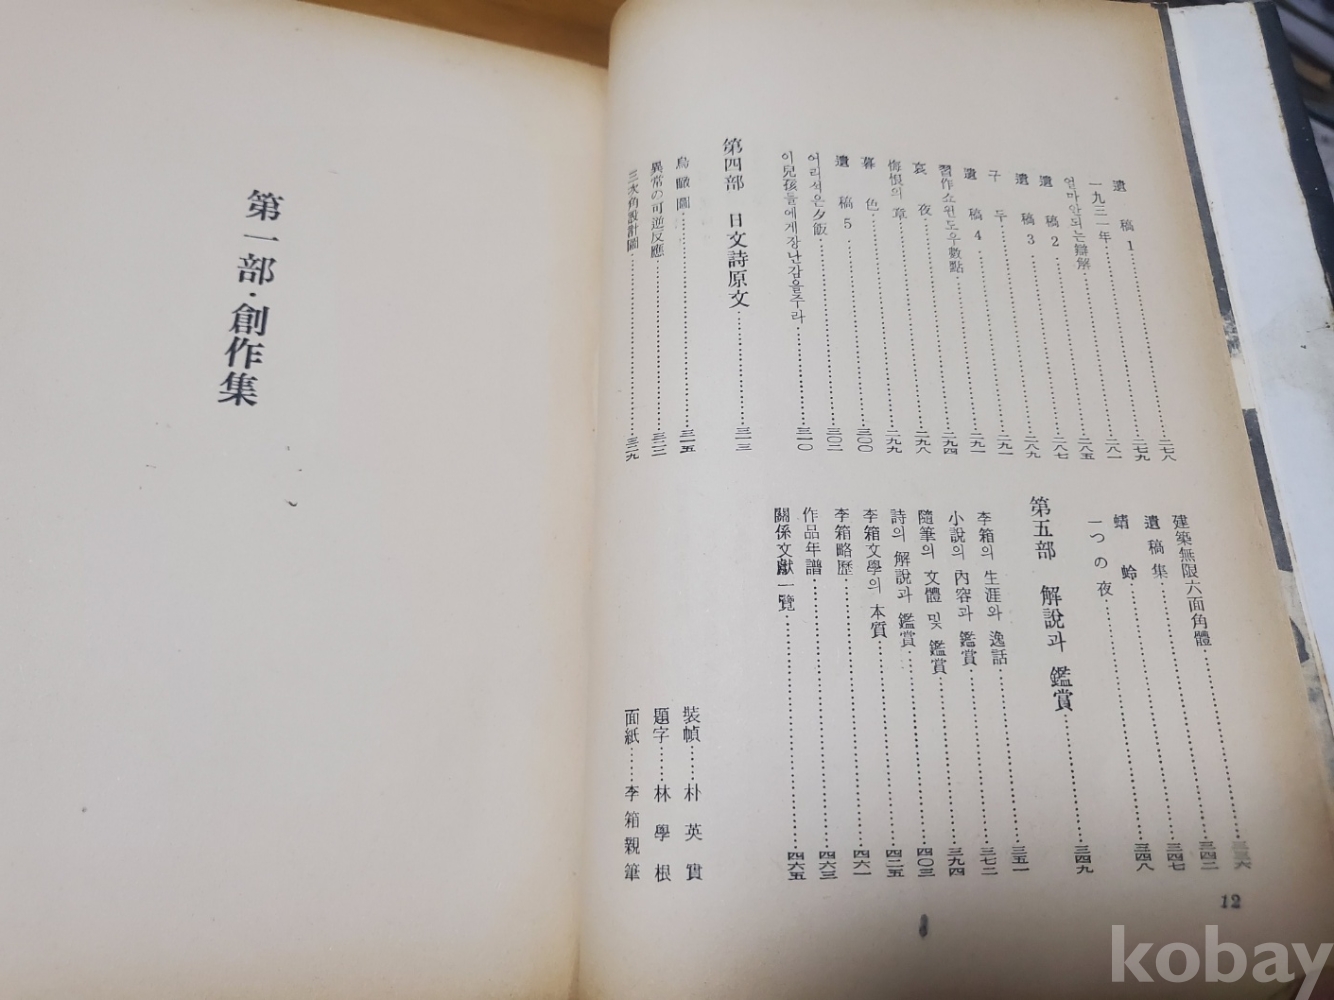 遺稿1……二七八
一九三一年……二七九
얼마안되는辯解……二八一
遺稿2……二八五
遺稿3……二八七
子두……二八九
遺稿4……二九一
習作쇼윈도우數點……二九一
哀夜……二九四
悔恨의章……二九八
暮色……二九九
遺稿5……三〇〇
어리석은夕飯……三〇二
이兒孩들에게장난감을주라……三一〇
第四部 日文詩原文……三一三
烏瞰圖……三一五
異常の可逆反應……三二二
三次角設計圖……三二九
建築無限六面角體……三三六
遺稿集……三四二
蜻蛉……三四七
一つの夜……三四八
第五部 解說과 鑑賞……三四九
李箱의 生涯와 逸話……三五一
小說의 內容과 鑑賞……三七二
隨筆의 文體 및 鑑賞……三九四
詩의 解說과 鑑賞……四〇三
李箱文學의 本質……四二五
李箱略歷……四六一
作品年譜……四六三
關係文獻一覽……四六五
裝幀……朴英實
題字……林學根
面紙……李箱親筆
12
第一部·創作集
kobay